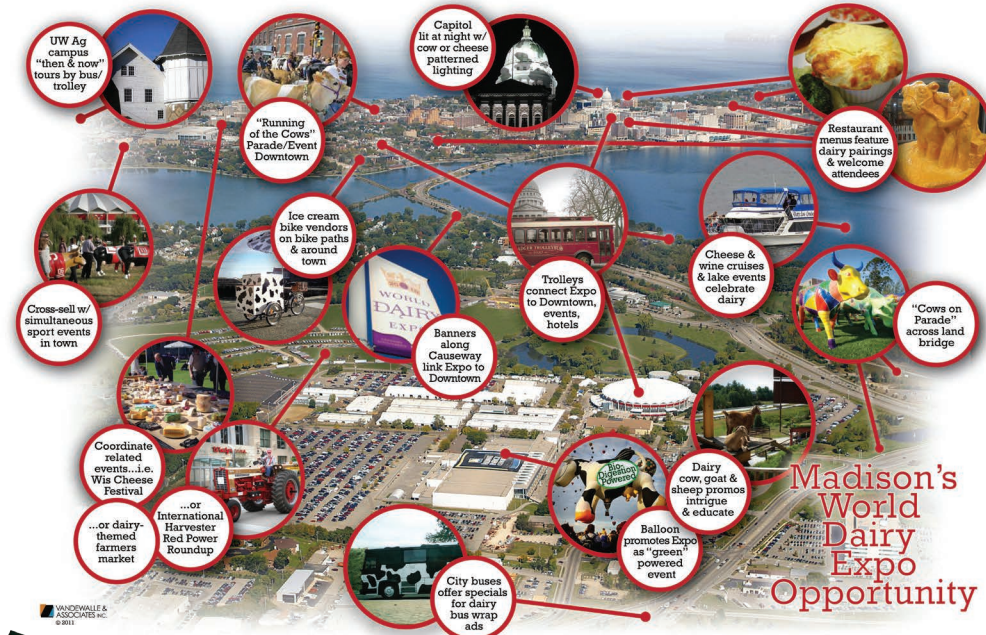 UW Ag
campus
“then & now”
tours by bus/
trolley
“Running
of the Cows”
Parade/Event
Downtown
Capitol
lit at night w/
cow or cheese
patterned
lighting
Restaurant
menus feature
dairy pairings
& welcome
attendees
Cross-sell w/
simultaneous
sport events
in town
Ice cream
bike vendors
on bike paths
& around
town
WORLD
DAIRY
EXPO
Banners
along
Causeway
link Expo to
Downtown
Trolleys
connect Expo
to Downtown,
events,
hotels
Cheese &
wine cruises
& lake events
celebrate
dairy
“Cows on
Parade”
across land
bridge
Coordinate
related
events...i.e.
Wis Cheese
Festival
...or dairy-
themed
farmers
market
...or
International
Harvester
Red Power
Roundup
City buses
offer specials
for dairy
bus wrap
ads
Bio-
Digestion
Powered
Balloon
promotes Expo
as “green”
powered
event
Dairy
cow, goat &
sheep promos
intrigue
& educate
Madison’s
World
Dairy
Expo
Opportunity
VANDEWALLE &
ASSOCIATES INC.
© 2011